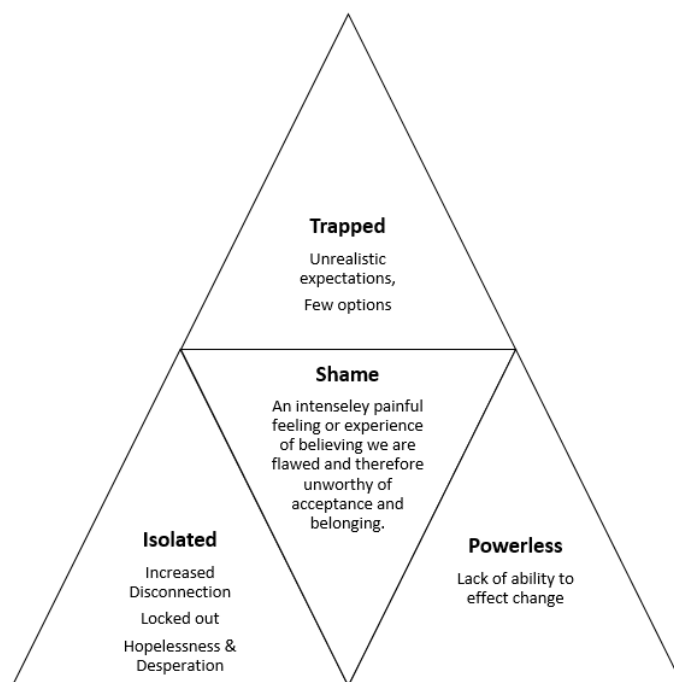 Trapped
Unrealistic
expectations,
Few options
Shame
An intenseley painful
feeling or experience
of believing we are
flawed and therefore
unworthy of
acceptance and
belonging.
Isolated
Increased
Disconnection
Locked out
Hopelessness &
Desperation
Powerless
Lack of ability to
effect change